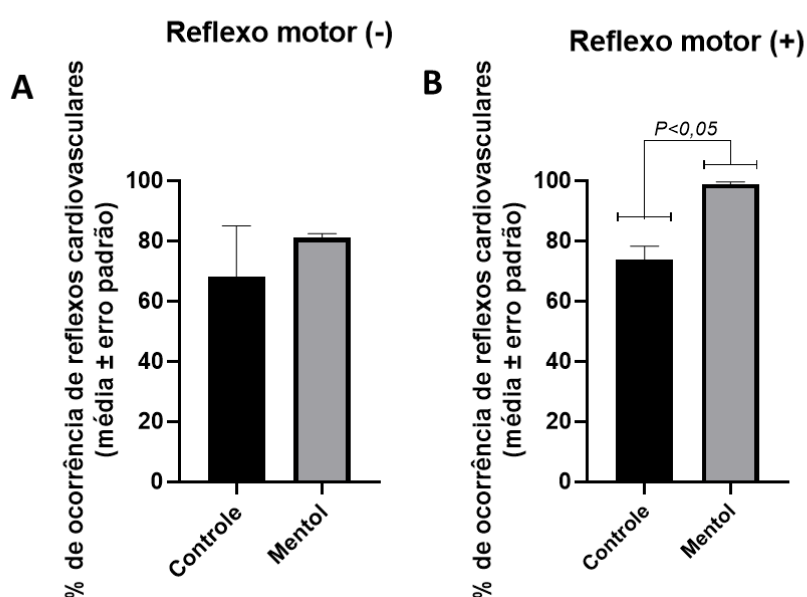 Reflexo motor (-)
A
% de ocorrência de reflexos cardiovasculares
(média ± erro padrão)
100
80
60
40
20
0
Controle
Mentol
Reflexo motor (+)
B
% de ocorrência de reflexos cardiovasculares
(média ± erro padrão)
P<0,05
100
80
60
40
20
0
Controle
Mentol